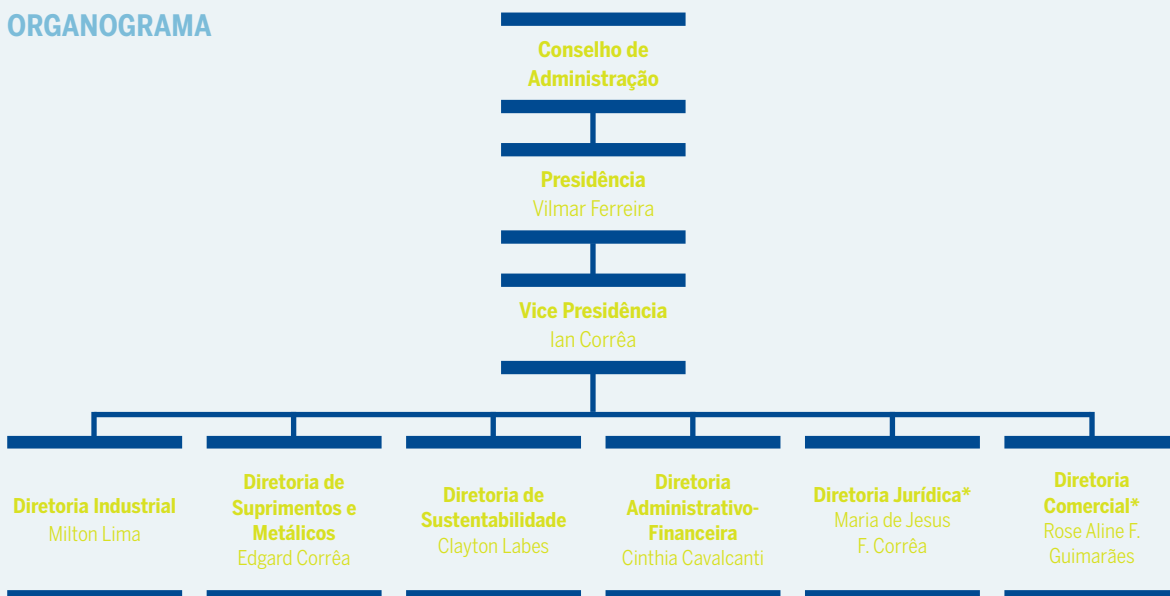 ORGANOGRAMA
Conselho de
Administração
Presidência
Vilmar Ferreira
Vice Presidência
Ian Corrêa
Diretoria Industrial
Milton Lima
Diretoria de
Suprimentos e
Metálicos
Edgard Corrêa
Diretoria de
Sustentabilidade
Clayton Labes
Diretoria
Administrativo-
Financeira
Cinthia Cavalcanti
Diretoria Jurídica*
Maria de Jesus
F. Corrêa
Diretoria
Comercial*
Rose Aline F.
Guimarães